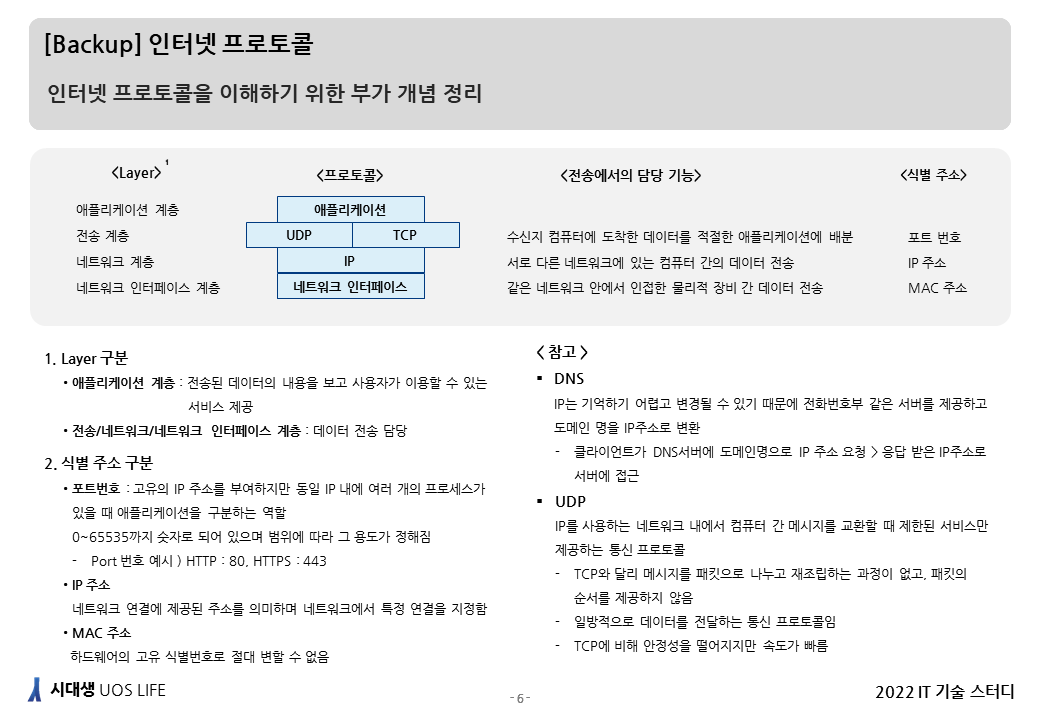 [Backup] 인터넷 프로토콜
인터넷 프로토콜을 이해하기 위한 부가 개념 정리
<Layer> 1
<프로토콜>
<전송에서의 담당 기능>
<식별 주소>
애플리케이션 계층
애플리케이션
전송 계층
UDP
TCP
수신지 컴퓨터에 도착한 데이터를 적절한 애플리케이션에 배분
포트 번호
네트워크 계층
IP
서로 다른 네트워크에 있는 컴퓨터 간의 데이터 전송
IP 주소
네트워크 인터페이스 계층
네트워크 인터페이스
같은 네트워크 안에서 인접한 물리적 장비 간 데이터 전송
MAC 주소
1. Layer 구분
• 애플리케이션 계층 : 전송된 데이터의 내용을 보고 사용자가 이용할 수 있는
서비스 제공
• 전송/네트워크/네트워크 인터페이스 계층 : 데이터 전송 담당
2. 식별 주소 구분
• 포트번호 : 고유의 IP 주소를 부여하지만 동일 IP 내에 여러 개의 프로세스가
있을 때 애플리케이션을 구분하는 역할
0~65535까지 숫자로 되어 있으며 범위에 따라 그 용도가 정해짐
- Port 번호 예시 ) HTTP : 80, HTTPS : 443
• IP 주소
네트워크 연결에 제공된 주소를 의미하며 네트워크에서 특정 연결을 지정함
• MAC 주소
하드웨어의 고유 식별번호로 절대 변할 수 없음
< 참고 >
▪ DNS
IP는 기억하기 어렵고 변경될 수 있기 때문에 전화번호부 같은 서버를 제공하고
도메인 명을 IP주소로 변환
- 클라이언트가 DNS서버에 도메인명으로 IP 주소 요청 > 응답 받은 IP주소로
서버에 접근
▪ UDP
IP를 사용하는 네트워크 내에서 컴퓨터 간 메시지를 교환할 때 제한된 서비스만
제공하는 통신 프로토콜
- TCP와 달리 메시지를 패킷으로 나누고 재조립하는 과정이 없고, 패킷의
순서를 제공하지 않음
- 일방적으로 데이터를 전달하는 통신 프로토콜임
- TCP에 비해 안정성을 떨어지지만 속도가 빠름
시대생 UOS LIFE
- 6 -
2022 IT 기술 스터디